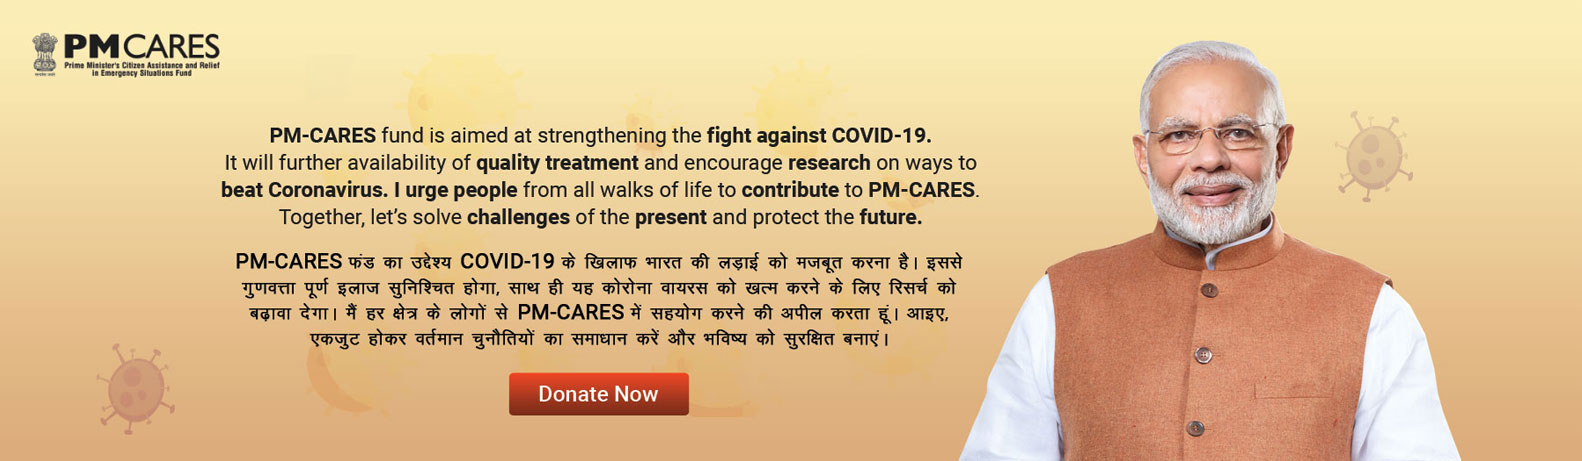 PM CARES
Prime Minister's Citizen Assistance and Relief
in Emergency Situations Fund
PM-CARES fund is aimed at strengthening the fight against COVID-19.
It will further availability of quality treatment and encourage research on ways to
beat Coronavirus. I urge people from all walks of life to contribute to PM-CARES.
Together, let's solve challenges of the present and protect the future.
PM-CARES फंड का उद्देश्य COVID-19 के खिलाफ भारत की लड़ाई को मजबूत करना है। इससे
गुणवत्ता पूर्ण इलाज सुनिश्चित होगा, साथ ही यह कोरोना वायरस को खत्म करने के लिए रिसर्च को
बढ़ावा देगा। मैं हर क्षेत्र के लोगों से PM-CARES में सहयोग करने की अपील करता हूं। आइए,
एकजुट होकर वर्तमान चुनौतियों का समाधान करें और भविष्य को सुरक्षित बनाएं।
Donate Now